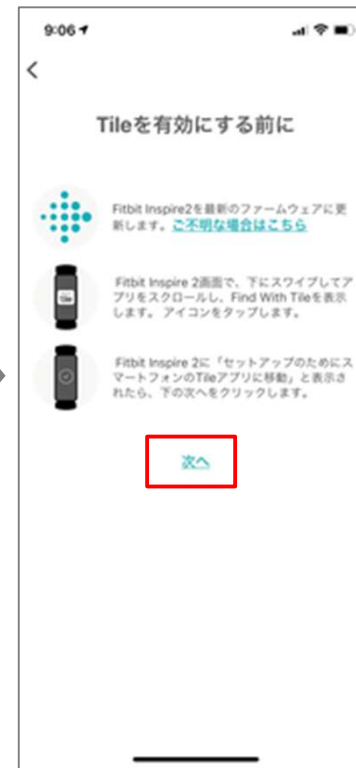 9:06
Tileを有効にする前に
Fitbit Inspire2を最新のファームウェアに更
新します。ご不明な場合はこちら
Fitbit Inspire 2画面で、下にスワイプしてア
プリをスクロールし、Find With Tileを表示
します。 アイコンをタップします。
Fitbit Inspire 2に「セットアップのためにス
マートフォンのTileアプリに移動」と表示さ
れたら、下の次へをクリックします。
次へ